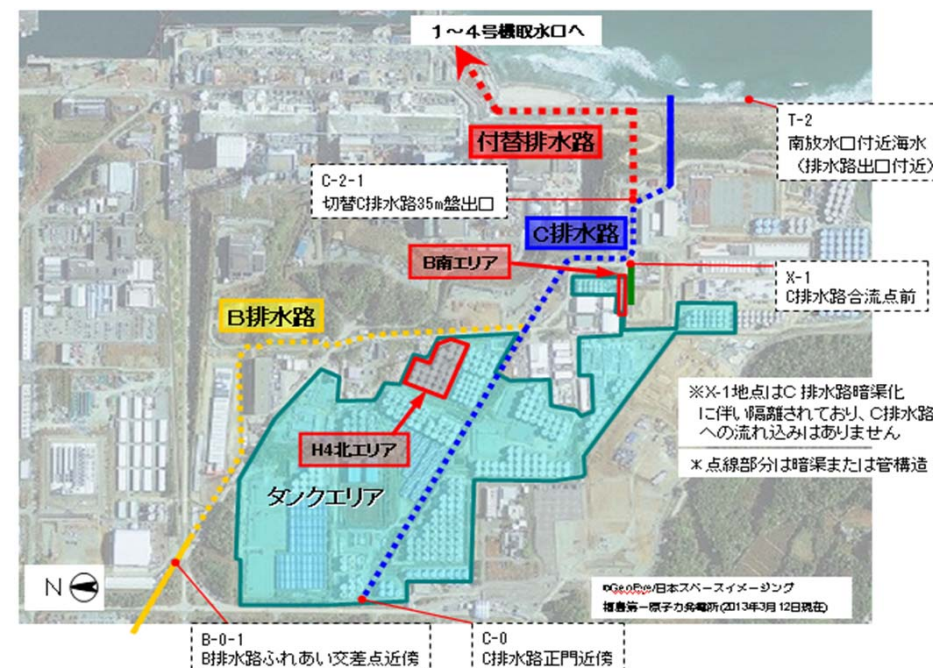 1～4号機取水口へ
付替排水路
T-2
南放水口付近海水
(排水路出口付近)
C-2-1
切替C排水路35m盤出口
C排水路
B南エリア
X-1
C排水路合流点前
B排水路
※X-1地点はC排水路暗渠化
に伴い隔離されており、C排水路
への流れ込みはありません
＊点線部分は暗渠または管構造
H4北エリア
タンクエリア
N
©GeoEye/日本スペースイメージング
福島第一原子力発電所(2013年3月12日現在)
B-0-1
B排水路ふれあい交差点近傍
C-0
C排水路正門近傍